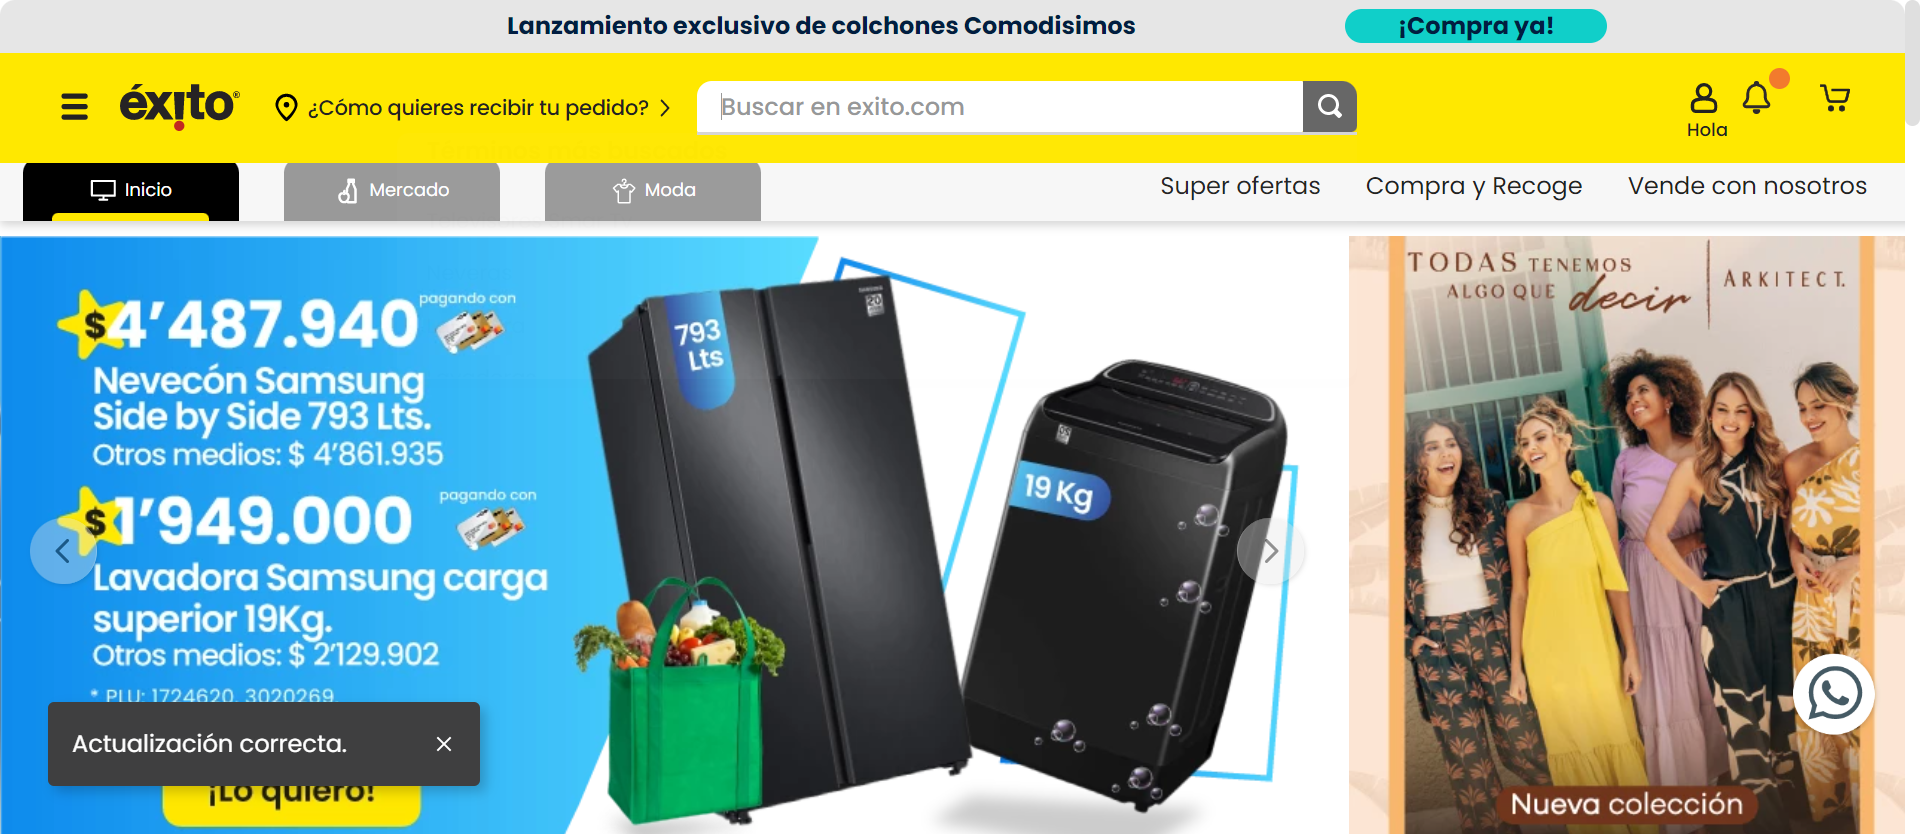 Lanzamiento exclusivo de colchones Comodisimos
¡Compra ya!
éxito®
¿Cómo quieres recibir tu pedido?
Buscar en exito.com
Hola
Inicio
Mercado
Moda
Super ofertas
Compra y Recoge
Vende con nosotros
$4'487.940
pagando con
Nevecón Samsung
Side by Side 793 Lts.
Otros medios: $ 4'861.935
$1'949.000
pagando con
Lavadora Samsung carga
superior 19Kg.
Otros medios: $ 2'129.902
* PLU: 1724620, 3020269.
Actualización correcta.
¡Lo quiero!
793
Lts
19 Kg
TODAS TENEMOS
ALGO QUE decir
ARKITECT.
Nueva colección